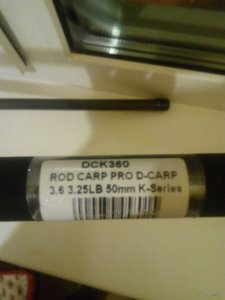 DCK360
ROD CARP PRO D-CARP
3.6 3.25LB 50mm K-Series